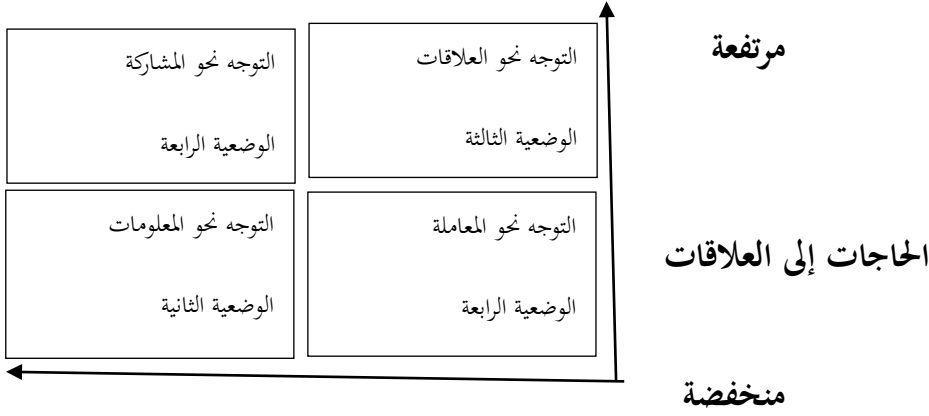 مرتفعة
التوجه نحو العلاقات
الوضعية الثالثة
التوجه نحو المشاركة
الوضعية الرابعة
الحاجات إلى العلاقات
التوجه نحو المعاملة
الوضعية الرابعة
التوجه نحو المعلومات
الوضعية الثانية
منخفضة